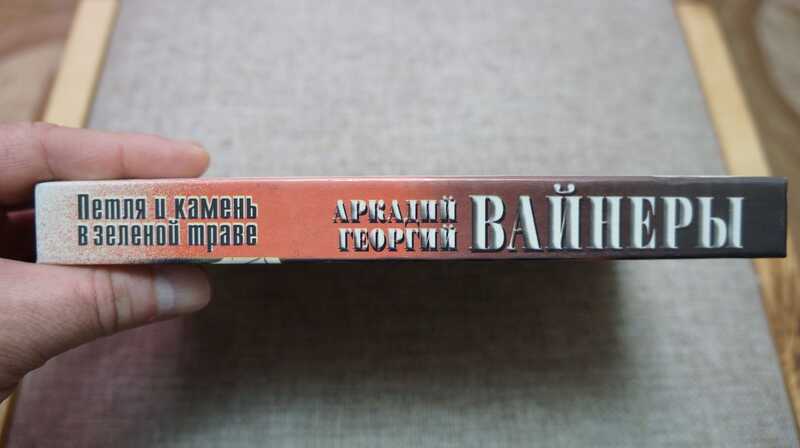 Петля и камень
в зеленой траве
АРКАДИЙ
ГЕОРГИЙ
ВАЙНЕРЫ